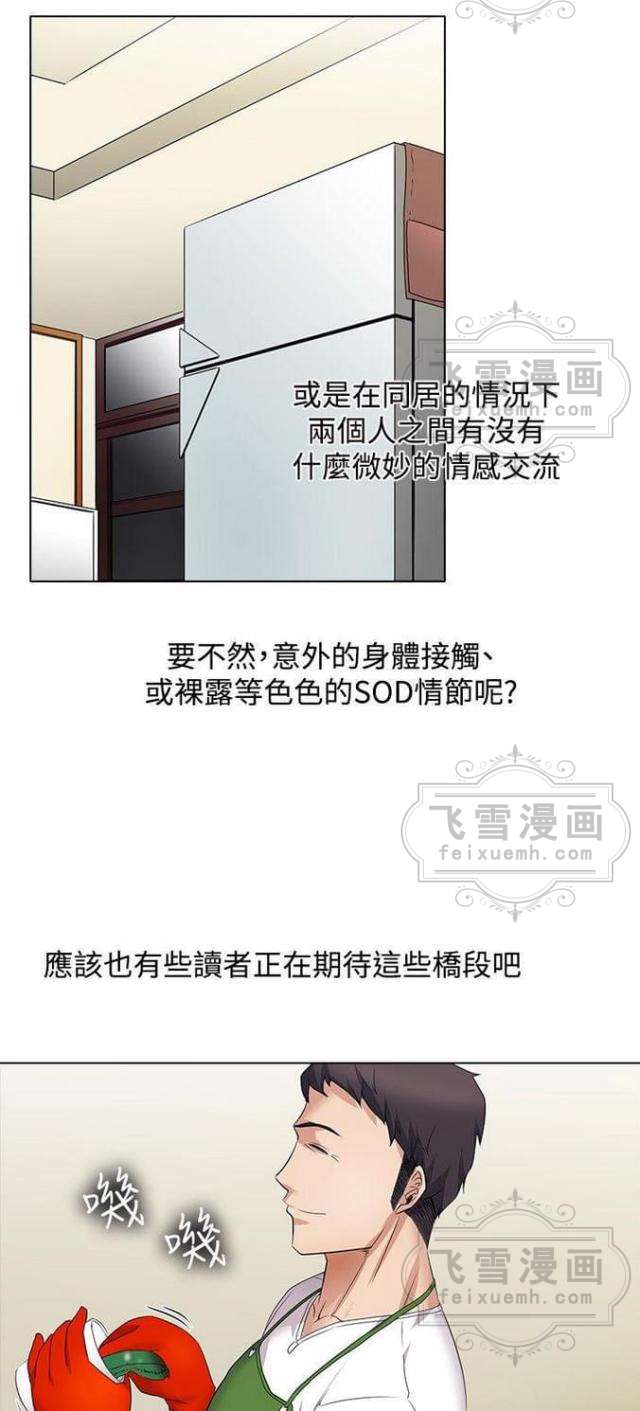 飞雪漫画
feixuemh.com
或是在同居的情況下
兩個人之間有沒有
什麼微妙的情感交流
要不然，意外的身體接觸、
或裸露等色色的SOD情節呢？
飞雪漫画
feixuemh.com
應該也有些讀者正在期待這些橋段吧
嘰
嘰
飞雪漫画
feixuemh.com